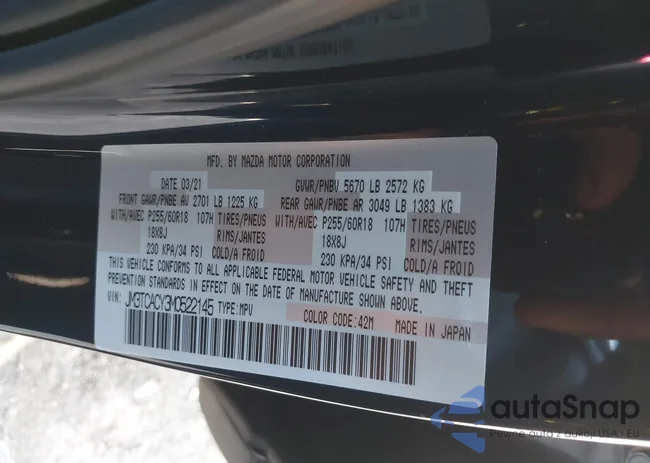 MFD. BY MAZDA MOTOR CORPORATION
DATE 03/21 GVWR/PNBV 5670 LB 2572 KG
FRONT GAWR/PNBE AV 2701 LB 1225 KG REAR GAWR/PNBE AR 3049 LB 1383 KG
WITH/AVEC P255/60R18 107H TIRES/PNEUS WITH/AVEC P255/60R18 107H TIRES/PNEUS
18X8J RIMS/JANTES 18X8J RIMS/JANTES
230 KPA/34 PSI COLD/A FROID 230 KPA/34 PSI COLD/A FROID
THIS VEHICLE CONFORMS TO ALL APPLICABLE FEDERAL MOTOR VEHICLE SAFETY AND THEFT
PREVENTION STANDARDS IN EFFECT ON THE DATE OF MANUFACTURE SHOWN ABOVE.
VIN: JM3TCACY3M0522145 TYPE:MPV COLOR CODE:42M MADE IN JAPAN
autoSnap
Pewne auto z aukcji USA i EU